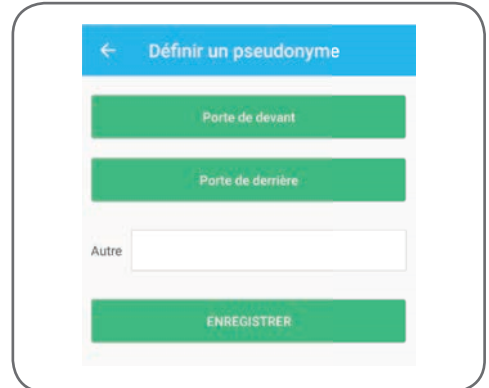 Définir un pseudonyme
Porte de devant
Porte de derrière
Autre
ENREGISTRER